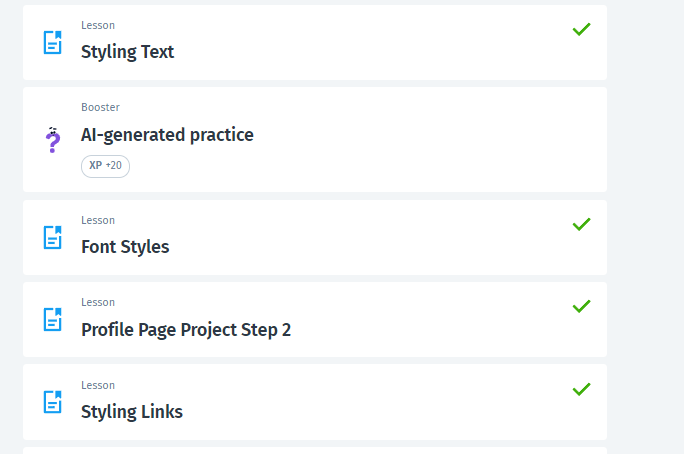 Lesson
Styling Text
Booster
AI-generated practice
XP +20
Lesson
Font Styles
Lesson
Profile Page Project Step 2
Lesson
Styling Links